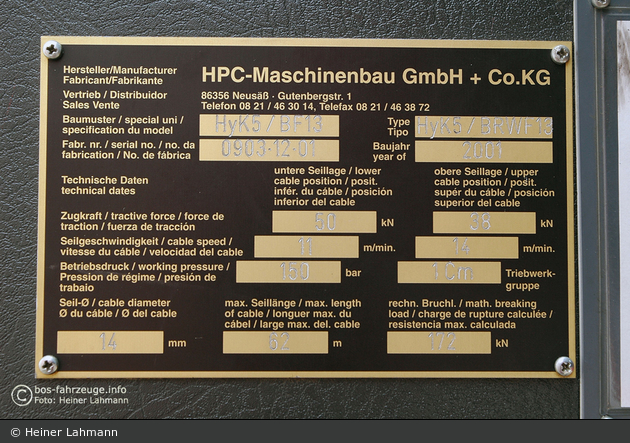 Hersteller/Manufacturer
Fabricant/Fabrikante
HPC-Maschinenbau GmbH + Co.KG
Vertrieb / Distribuidor
Sales Vente
86356 Neusäß · Gutenbergstr. 1
Telefon 08 21 / 46 30 14, Telefax 08 21 / 46 38 72
Baumuster / special uni /
specification du model
HyK5 / BF13
Type
Tipo
Fabr. nr. / serial no. / no. da
fabrication / No. de fábrica
0903-12-01
Baujahr
year of
2001
Technische Daten
technical dates
untere Seillage / lower
cable position / posit.
infér. du câble / posición
inferior del cable
obere Seillage / upper
cable position / posit.
supér du câble / posición
superior del cable
Zugkraft / tractive force / force de
traction / fuerza de tracción
50 kN
38 kN
Seilgeschwindigkeit / cable speed /
vitesse du câble / velocidad del cable
11 m/min.
14 m/min.
Betriebsdruck / working pressure /
Pression de régime / presión de
trabaio
150 bar
1 Cm
Triebwerk-
gruppe
Seil-Ø / cable diameter
Ø du câble / Ø del cable
14 mm
max. Seillänge / max. length
of cable / longuer max. du
câbel / large max. del. cable
62 m
rechn. Bruchl. / math. breaking
load / charge de rupture calculée /
resistencia max. calculada
172 kN
© bos-fahrzeuge.info
Foto: Heiner Lahmann
© Heiner Lahmann